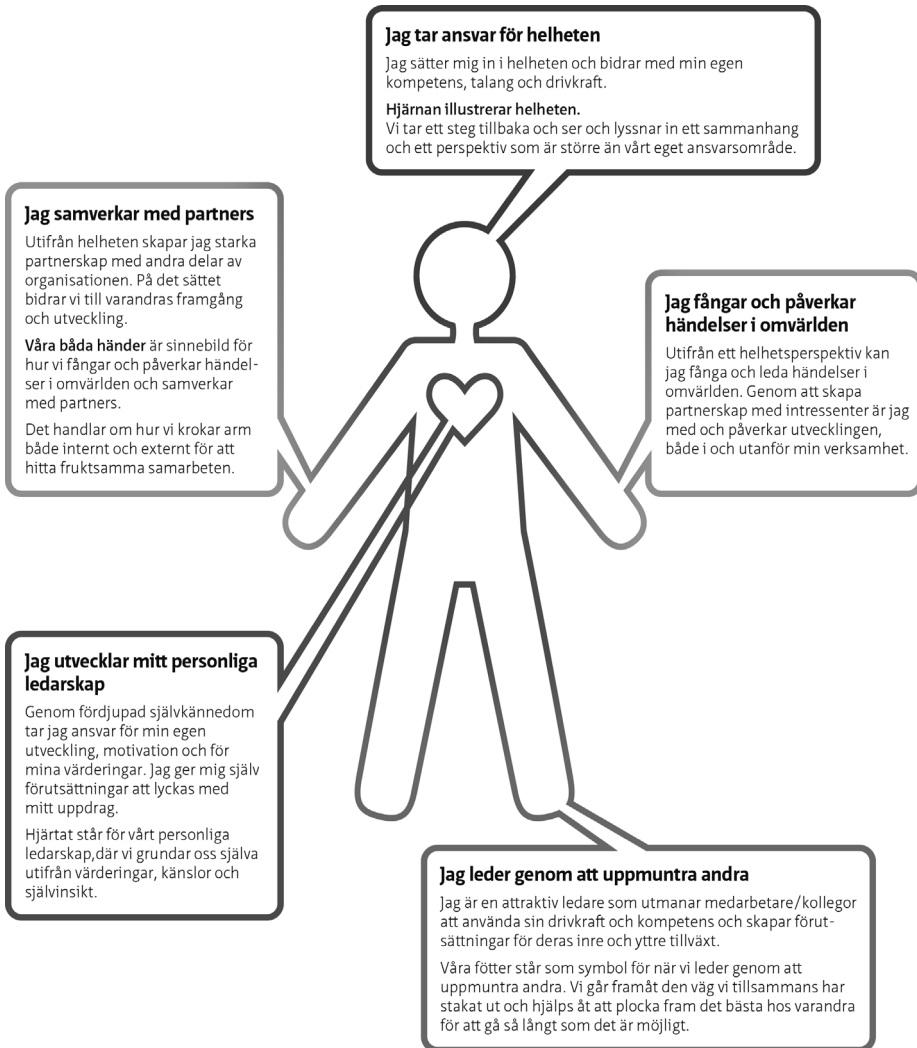 Jag tar ansvar för helheten
Jag sätter mig in i helheten och bidrar med min egen
kompetens, talang och drivkraft.
Hjärnan illustrerar helheten.
Vi tar ett steg tillbaka och ser och lyssnar in ett sammanhang
och ett perspektiv som är större än vårt eget ansvarsområde.
Jag samverkar med partners
Utifrån helheten skapar jag starka
partnerskap med andra delar av
organisationen. På det sättet
bidrar vi till varandras framgång
och utveckling.
Våra båda händer är sinnebild för
hur vi fångar och påverkar händel-
ser i omvärlden och samverkar
med partners.
Det handlar om hur vi krokar arm
både internt och externt för att
hitta fruktsamma samarbeten.
Jag fångar och påverkar
händelser i omvärlden
Utifrån ett helhetsperspektiv kan
jag fånga och leda händelser i
omvärlden. Genom att skapa
partnerskap med intressenter är jag
med och påverkar utvecklingen,
både i och utanför min verksamhet.
Jag utvecklar mitt personliga
ledarskap
Genom fördjupad självkännedom
tar jag ansvar för min egen
utveckling, motivation och för
mina värderingar. Jag ger mig själv
förutsättningar att lyckas med
mitt uppdrag.
Hjärtat står för vårt personliga
ledarskap,där vi grundar oss själva
utifrån värderingar, känslor och
självinsikt.
Jag leder genom att uppmuntra andra
Jag är en attraktiv ledare som utmanar medarbetare/kollegor
att använda sin drivkraft och kompetens och skapar förut-
sättningar för deras inre och yttre tillväxt.
Våra fötter står som symbol för när vi leder genom att
uppmuntra andra. Vi går framåt den väg vi tillsammans har
stakat ut och hjälps åt att plocka fram det bästa hos varandra
för att gå så långt som det är möjligt.